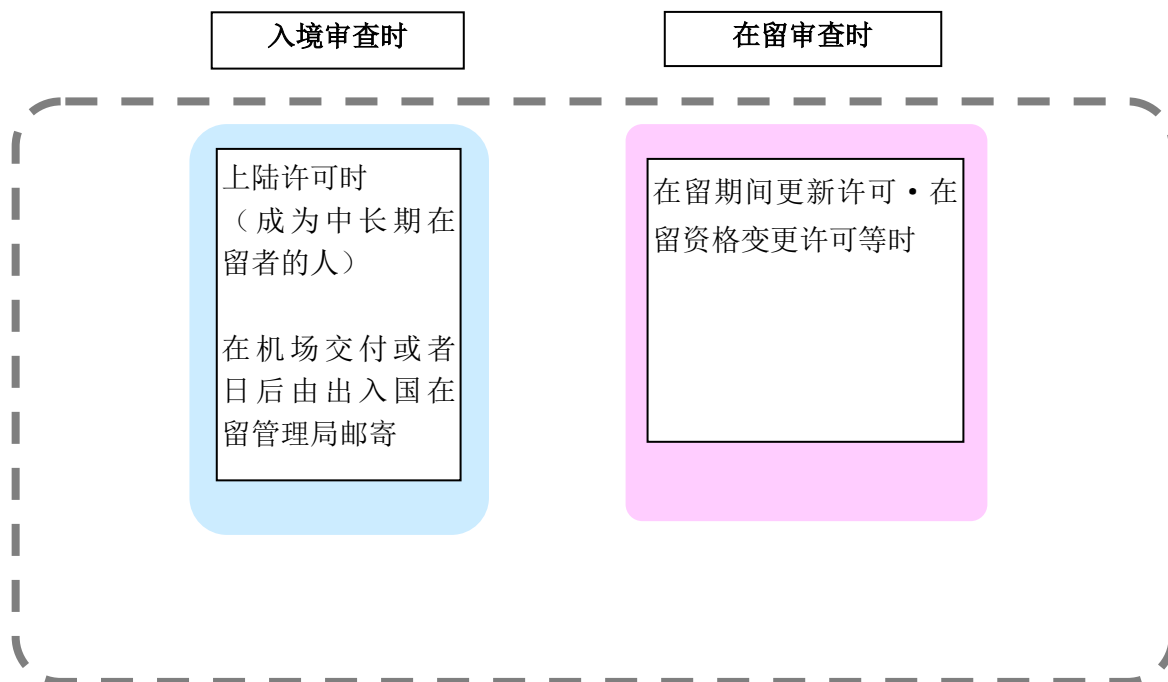 入境审查时
在留审查时
上陆许可时
（成为中长期在
留者的人）
在机场交付或者
日后由出入国在
留管理局邮寄
在留期间更新许可・在
留资格变更许可等时